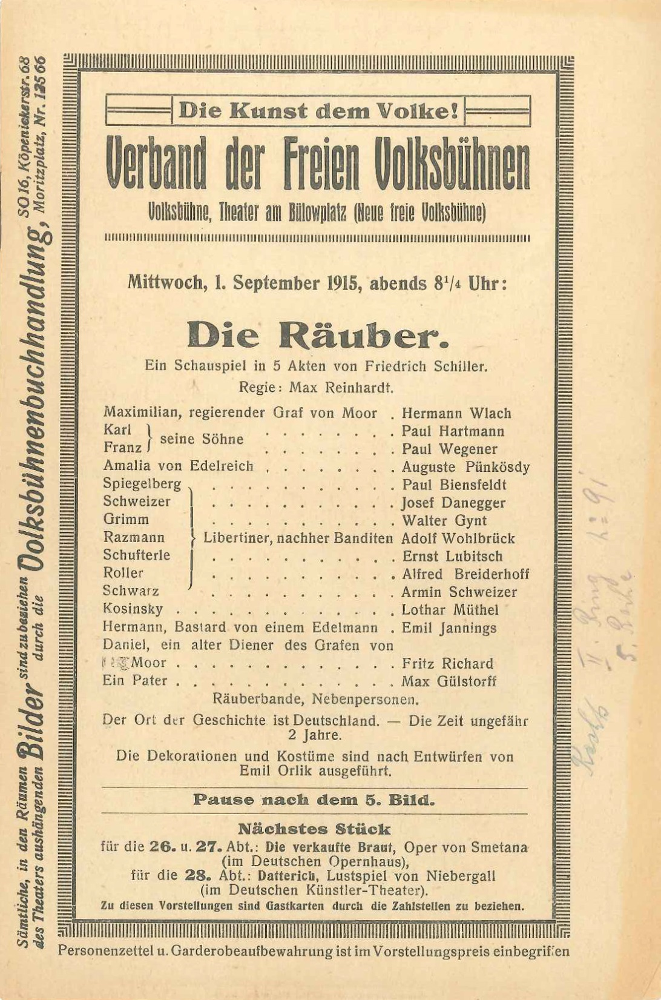 Die Kunst dem Volke!
Verband der Freien Volksbühnen
Volksbühne, Theater am Bülowplatz (Neue freie Volksbühne)
Mittwoch, 1. September 1915, abends 8¹/₄ Uhr:
Die Räuber.
Ein Schauspiel in 5 Akten von Friedrich Schiller.
Regie: Max Reinhardt.
Maximilian, regierender Graf von Moor . Hermann Wlach
Karl } seine Söhne . . . . . . . . Paul Hartmann
Franz } . . . . . . . . Paul Wegener
Amalia von Edelreich . . . . . . . . Auguste Pünkösdy
Spiegelberg . . . . . . . . . . . Paul Biensfeldt
Schweizer . . . . . . . . . . . Josef Danegger
Grimm . . . . . . . . . . . Walter Gynt
Razmann } Libertiner, nachher Banditen Adolf Wohlbrück
Schufterle . . . . . . . . . . . Ernst Lubitsch
Roller . . . . . . . . . . . Alfred Breiderhoff
Schwarz . . . . . . . . . . . Armin Schweizer
Kosinsky . . . . . . . . . . . . . Lothar Müthel
Hermann, Bastard von einem Edelmann . Emil Jannings
Daniel, ein alter Diener des Grafen von
Moor . . . . . . . . . . . . . Fritz Richard
Ein Pater . . . . . . . . . . . . . Max Gülstorff
Räuberbande, Nebenpersonen.
Der Ort der Geschichte ist Deutschland. — Die Zeit ungefähr
2 Jahre.
Die Dekorationen und Kostüme sind nach Entwürfen von
Emil Orlik ausgeführt.
Pause nach dem 5. Bild.
Nächstes Stück
für die 26. u. 27. Abt.: Die verkaufte Braut, Oper von Smetana
(im Deutschen Opernhaus),
für die 28. Abt.: Datterich, Lustspiel von Niebergall
(im Deutschen Künstler-Theater).
Zu diesen Vorstellungen sind Gastkarten durch die Zahlstellen zu beziehen.
Personenzettel u. Garderobeaufbewahrung ist im Vorstellungspreis einbegriffen
Sämtliche, in den Räumen des Theaters aushängenden Bilder sind zu beziehen durch die Volksbühnenbuchhandlung, SO 16, Köpenickerstr. 68
Moritzplatz, Nr. 12566
Rechts II Ring
5. Reihe